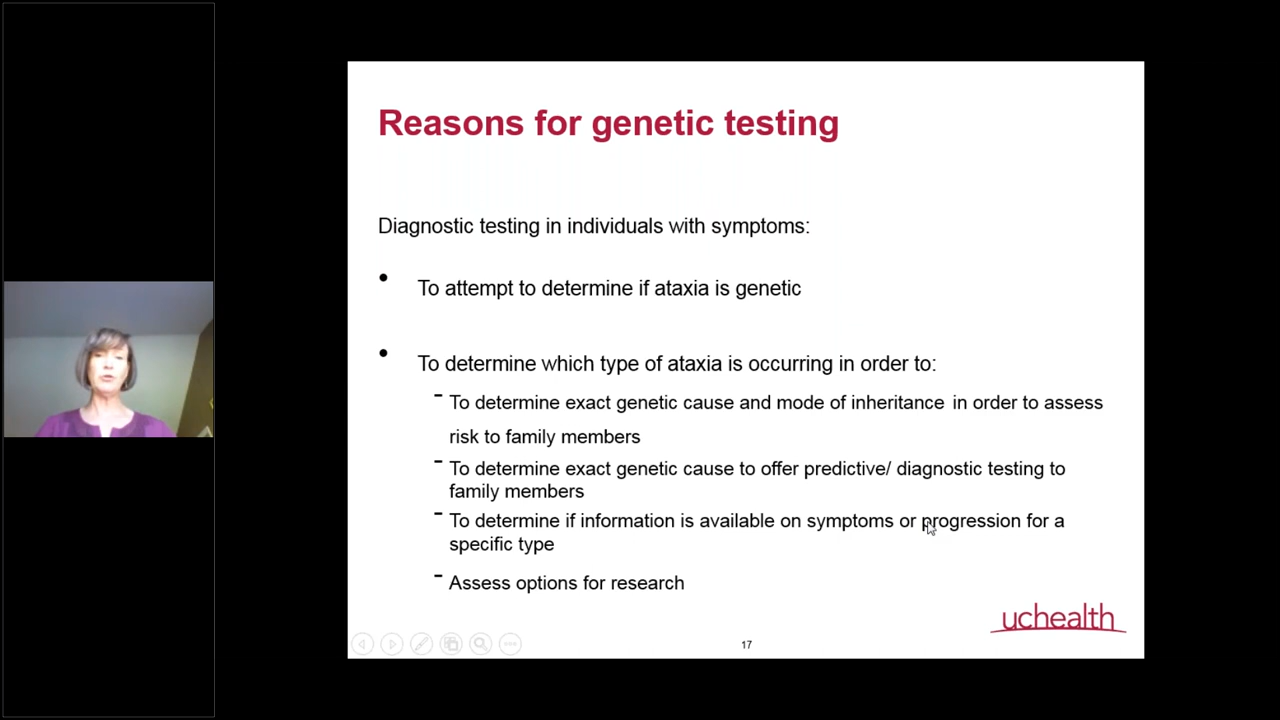 Reasons for genetic testing
Diagnostic testing in individuals with symptoms:
• To attempt to determine if ataxia is genetic
• To determine which type of ataxia is occurring in order to:
- To determine exact genetic cause and mode of inheritance in order to assess
risk to family members
- To determine exact genetic cause to offer predictive/ diagnostic testing to
family members
- To determine if information is available on symptoms or progression for a
specific type
- Assess options for research
uchealth
17